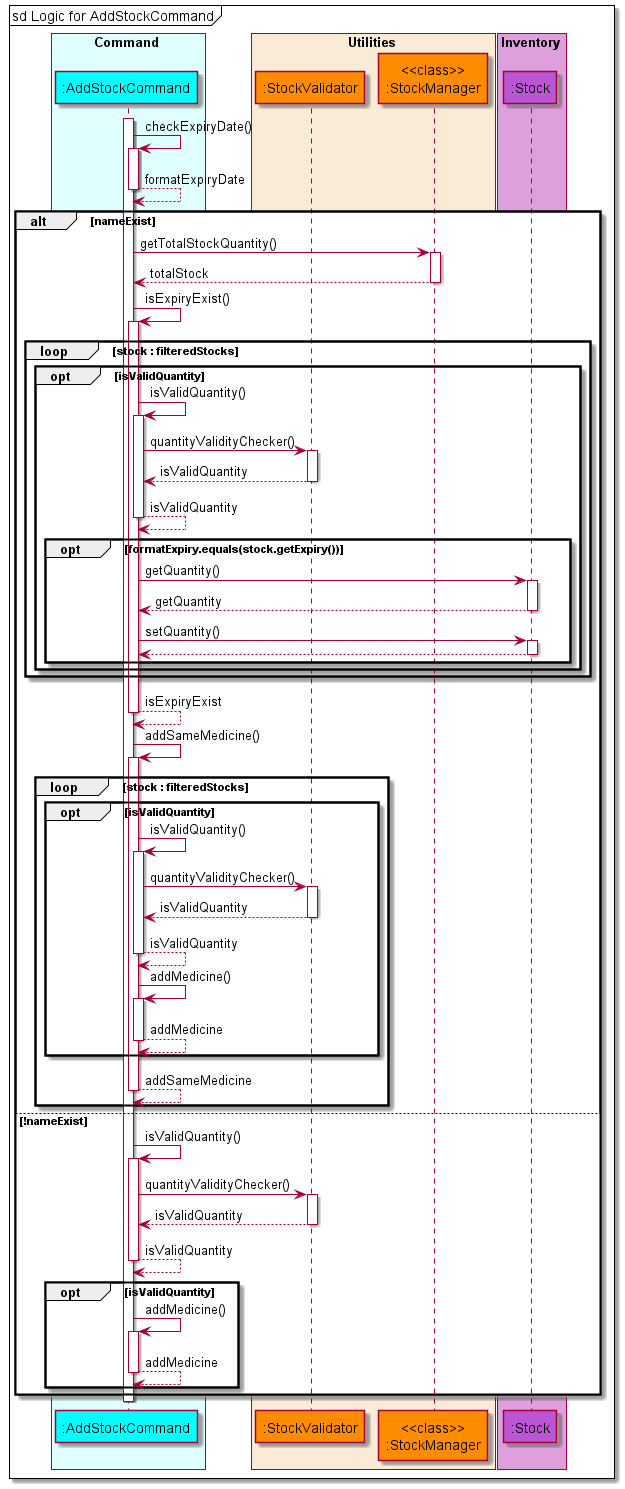 sd Logic for AddStockCommand
Command
Utilities
Inventory
:AddStockCommand
:StockValidator
<<class>>
:StockManager
:Stock
checkExpiryDate()
formatExpiryDate
alt
[nameExist]
getTotalStockQuantity()
totalStock
isExpiryExist()
loop
[stock : filteredStocks]
opt
[isValidQuantity]
isValidQuantity()
quantityValidityChecker()
isValidQuantity
isValidQuantity
opt
[formatExpiry.equals(stock.getExpiry())]
getQuantity()
getQuantity
setQuantity()
isExpiryExist
addSameMedicine()
loop
[stock : filteredStocks]
opt
[isValidQuantity]
isValidQuantity()
quantityValidityChecker()
isValidQuantity
isValidQuantity
addMedicine()
addMedicine
addSameMedicine
[!nameExist]
isValidQuantity()
quantityValidityChecker()
isValidQuantity
isValidQuantity
opt
[isValidQuantity]
addMedicine()
addMedicine
:AddStockCommand
:StockValidator
<<class>>
:StockManager
:Stock